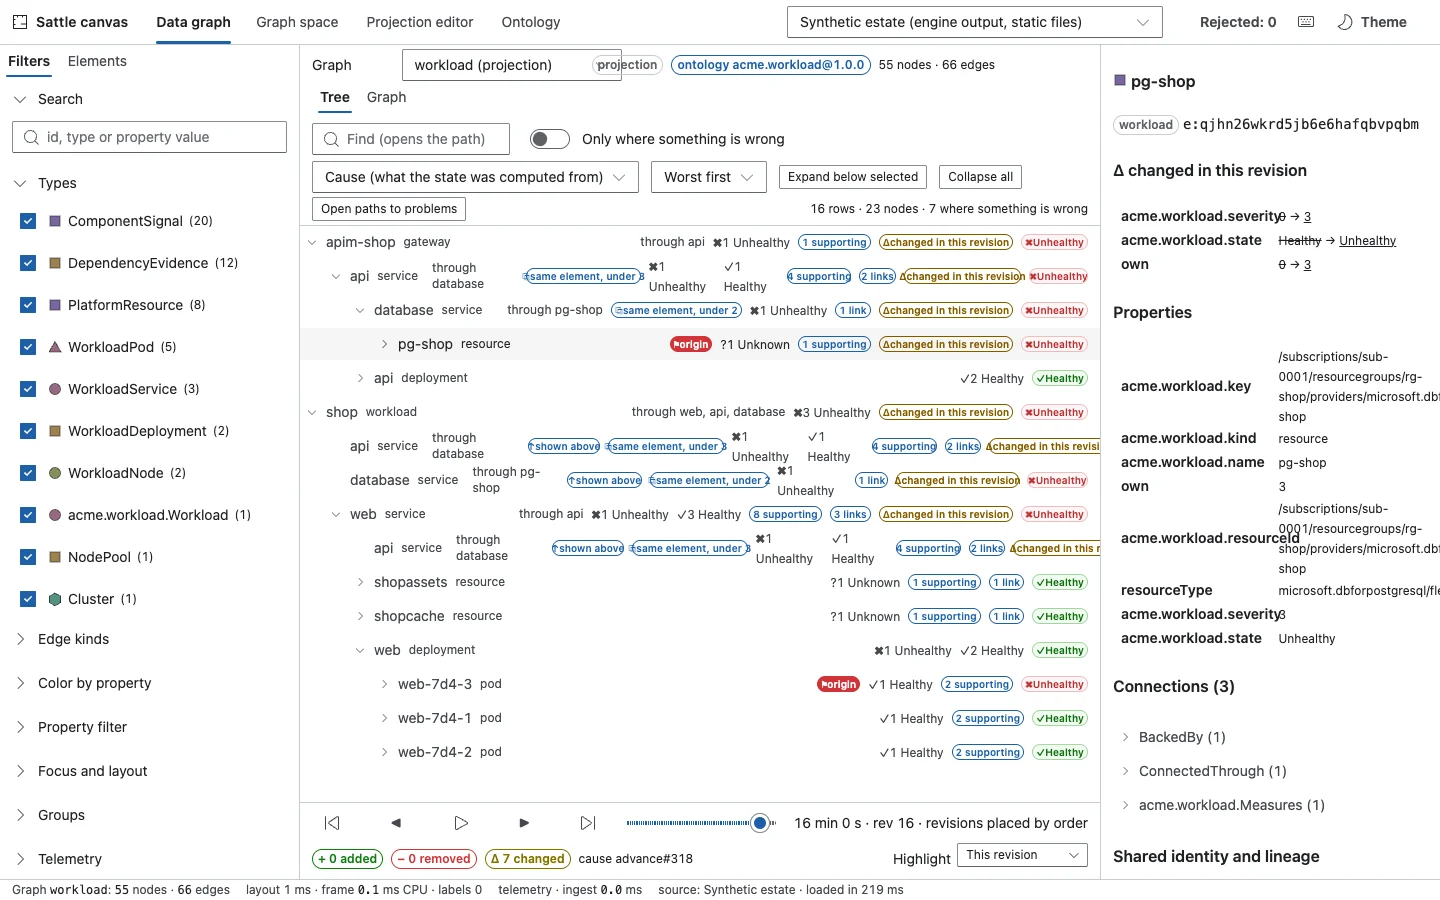 Sattle canvas
Data graph
Graph space
Projection editor
Ontology
Synthetic estate (engine output, static files)
Rejected: 0
Theme
Filters
Elements
Search
id, type or property value
Types
ComponentSignal (20)
DependencyEvidence (12)
PlatformResource (8)
WorkloadPod (5)
WorkloadService (3)
WorkloadDeployment (2)
WorkloadNode (2)
acme.workload.Workload (1)
NodePool (1)
Cluster (1)
Edge kinds
Color by property
Property filter
Focus and layout
Groups
Telemetry
Graph
workload (projection)
projection
ontology acme.workload@1.0.0
55 nodes · 66 edges
Tree
Graph
Find (opens the path)
Only where something is wrong
Cause (what the state was computed from)
Worst first
Expand below selected
Collapse all
Open paths to problems
16 rows · 23 nodes · 7 where something is wrong
apim-shop gateway through api ✖1 Unhealthy 1 supporting Δchanged in this revision ✖Unhealthy
api service through database same element, under 3 ✖1 Unhealthy ✓1 Healthy 4 supporting 2 links Δchanged in this revision ✖Unhealthy
database service through pg-shop same element, under 2 ✖1 Unhealthy 1 link Δchanged in this revision ✖Unhealthy
pg-shop resource origin ?1 Unknown 1 supporting Δchanged in this revision ✖Unhealthy
api deployment ✓2 Healthy ✓Healthy
shop workload through web, api, database ✖3 Unhealthy Δchanged in this revision ✖Unhealthy
api service through database ↑shown above same element, under 3 ✖1 Unhealthy ✓1 Healthy 4 supporting 2 links Δchanged in this revisi
database service through pg-shop ↑shown above same element, under 2 ✖1 Unhealthy 1 link Δchanged in this revision ✖Unhealthy
web service through api ✖1 Unhealthy ✓3 Healthy 8 supporting 3 links Δchanged in this revision ✖Unhealthy
api service through database ↑shown above same element, under 3 ✖1 Unhealthy ✓1 Healthy 4 supporting 2 links Δchanged in this r
shopassets resource ?1 Unknown 1 supporting 1 link ✓Healthy
shopcache resource ?1 Unknown 1 supporting 1 link ✓Healthy
web deployment ✖1 Unhealthy ✓2 Healthy ✓Healthy
web-7d4-3 pod origin ✓1 Healthy 2 supporting ✖Unhealthy
web-7d4-1 pod ✓1 Healthy 2 supporting ✓Healthy
web-7d4-2 pod ✓1 Healthy 2 supporting ✓Healthy
16 min 0 s · rev 16 · revisions placed by order
+ 0 added
− 0 removed
Δ 7 changed
cause advance#318
Highlight
This revision
pg-shop
workload e:qjhn26wkrd5jb6e6hafqbvpqbm
Δ changed in this revision
acme.workload.severity 0 → 3
acme.workload.state Healthy → Unhealthy
own 0 → 3
Properties
acme.workload.key
/subscriptions/sub-
0001/resourcegroups/rg-
shop/providers/microsoft.dbf
shop
acme.workload.kind resource
acme.workload.name pg-shop
own 3
acme.workload.resourceId
/subscriptions/sub-
0001/resourcegroups/rg-
shop/providers/microsoft.dbf
shop
resourceType microsoft.dbforpostgresql/fle
acme.workload.severity 3
acme.workload.state Unhealthy
Connections (3)
BackedBy (1)
ConnectedThrough (1)
acme.workload.Measures (1)
Shared identity and lineage
Graph workload: 55 nodes · 66 edges
layout 1 ms · frame 0.1 ms CPU · labels 0
telemetry · ingest 0.0 ms
source: Synthetic estate · loaded in 219 ms